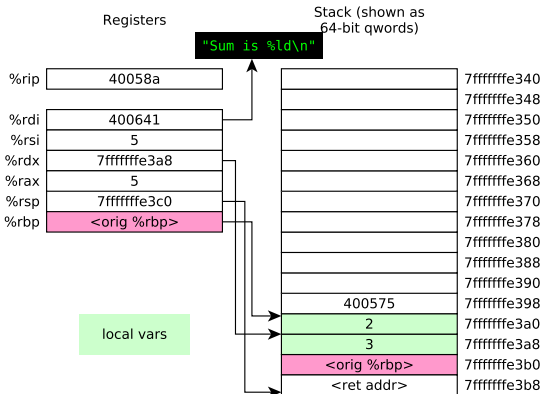 Registers
Stack (shown as
64-bit qwords)
"Sum is %ld\n"
%rip 40058a
%rdi 400641
%rsi 5
%rdx 7fffffffe3a8
%rax 5
%rsp 7fffffffe3c0
%rbp <orig %rbp>
local vars
7fffffffe340
7fffffffe348
7fffffffe350
7fffffffe358
7fffffffe360
7fffffffe368
7fffffffe370
7fffffffe378
7fffffffe380
7fffffffe388
7fffffffe390
400575 7fffffffe398
2 7fffffffe3a0
3 7fffffffe3a8
<orig %rbp> 7fffffffe3b0
<ret addr> 7fffffffe3b8